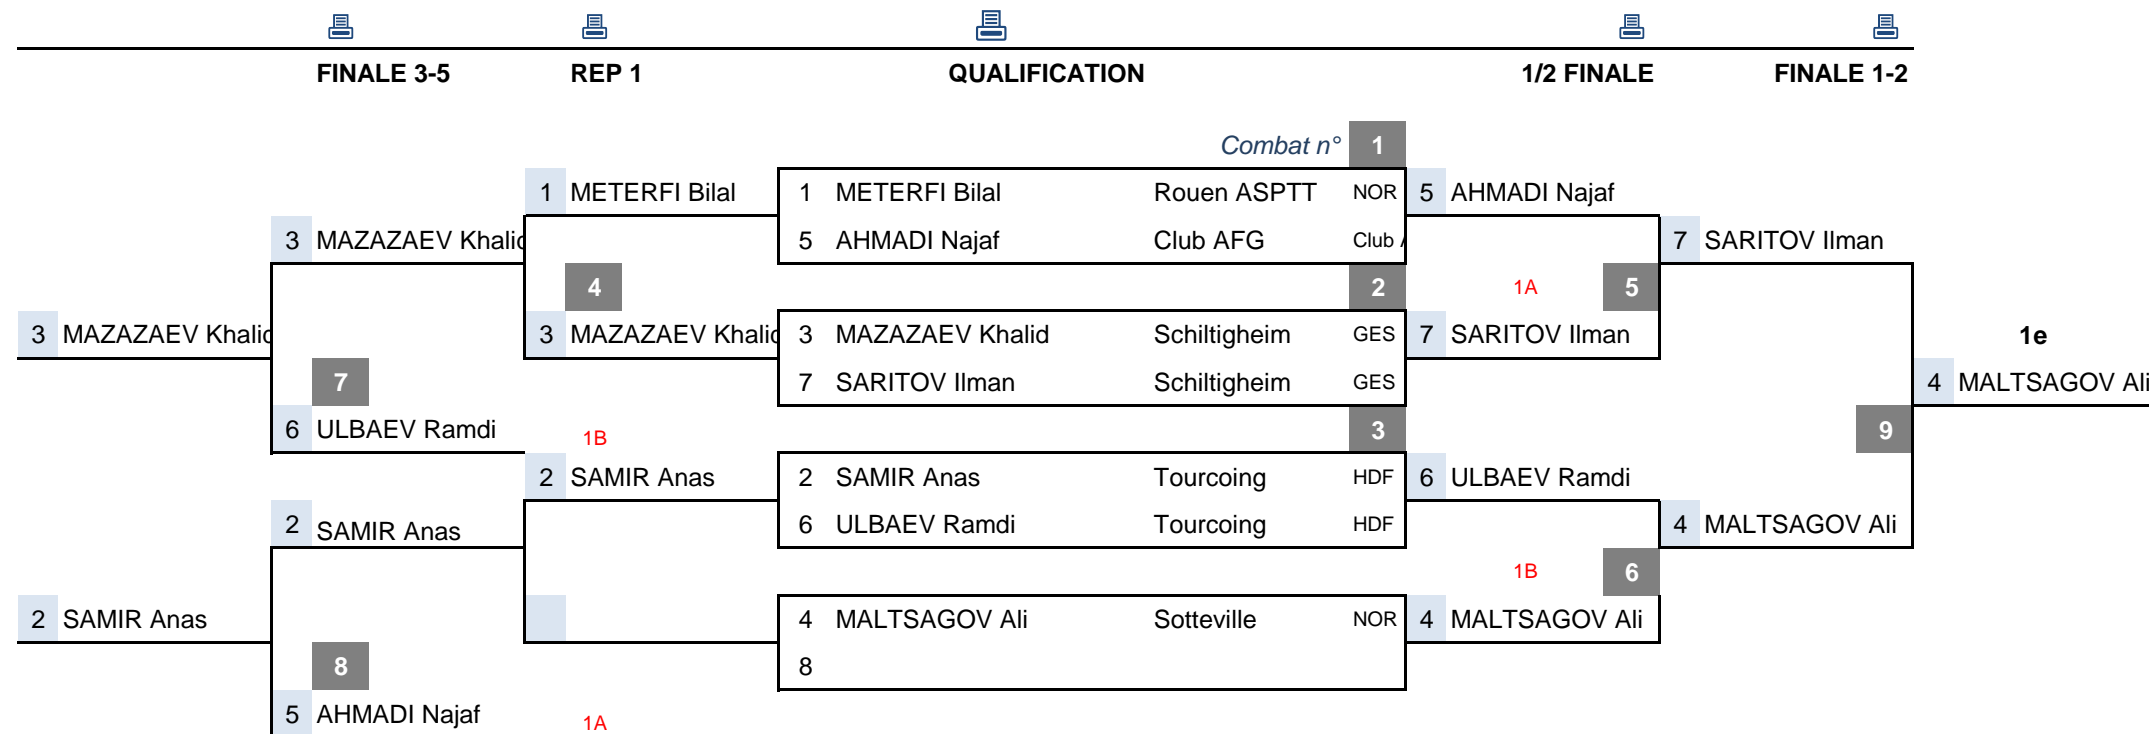 FINALE 3-5 REP 1 QUALIFICATION 1/2 FINALE FINALE 1-2
Combat n° 1
1 METERFI Bilal 1 METERFI Bilal Rouen ASPTT NOR 5 AHMADI Najaf
3 MAZAZAEV Khalid 5 AHMADI Najaf Club AFG Club 7 SARITOV Ilman
4 2 1A 5
3 MAZAZAEV Khalid 3 MAZAZAEV Khalid 3 MAZAZAEV Khalid Schiltigheim GES 7 SARITOV Ilman 1e
7 7 SARITOV Ilman Schiltigheim GES 4 MALTSAGOV Ali
6 ULBAEV Ramdi 1B 3 9
2 SAMIR Anas 2 SAMIR Anas Tourcoing HDF 6 ULBAEV Ramdi
2 SAMIR Anas 6 ULBAEV Ramdi Tourcoing HDF 4 MALTSAGOV Ali
1B 6
2 SAMIR Anas 4 MALTSAGOV Ali Sotteville NOR 4 MALTSAGOV Ali
8 8
5 AHMADI Najaf 1A